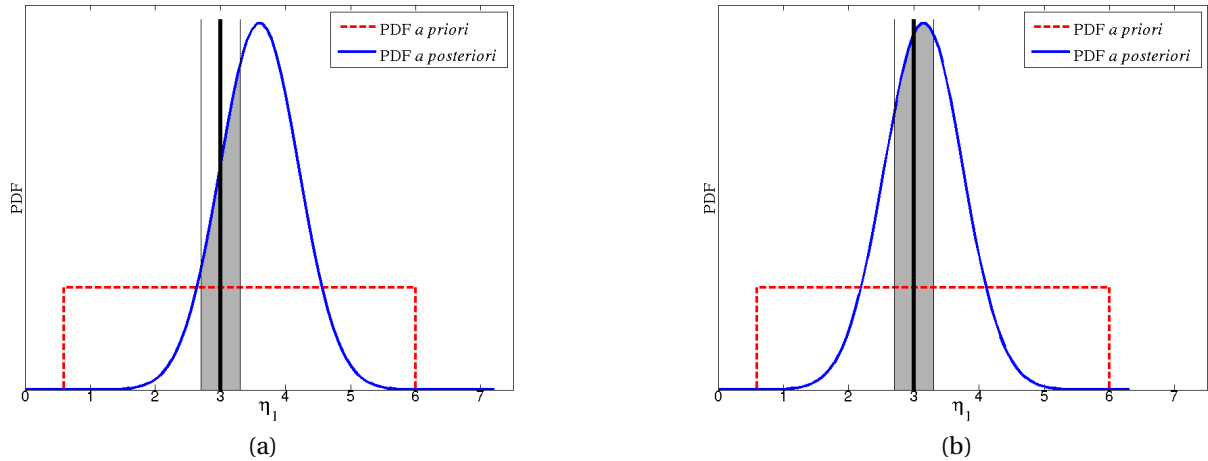 PDF a priori
PDF a posteriori
PDF
0 1 2 3 4 5 6 7
η1
(a)
PDF a priori
PDF a posteriori
PDF
0 1 2 3 4 5 6 7
η1
(b)